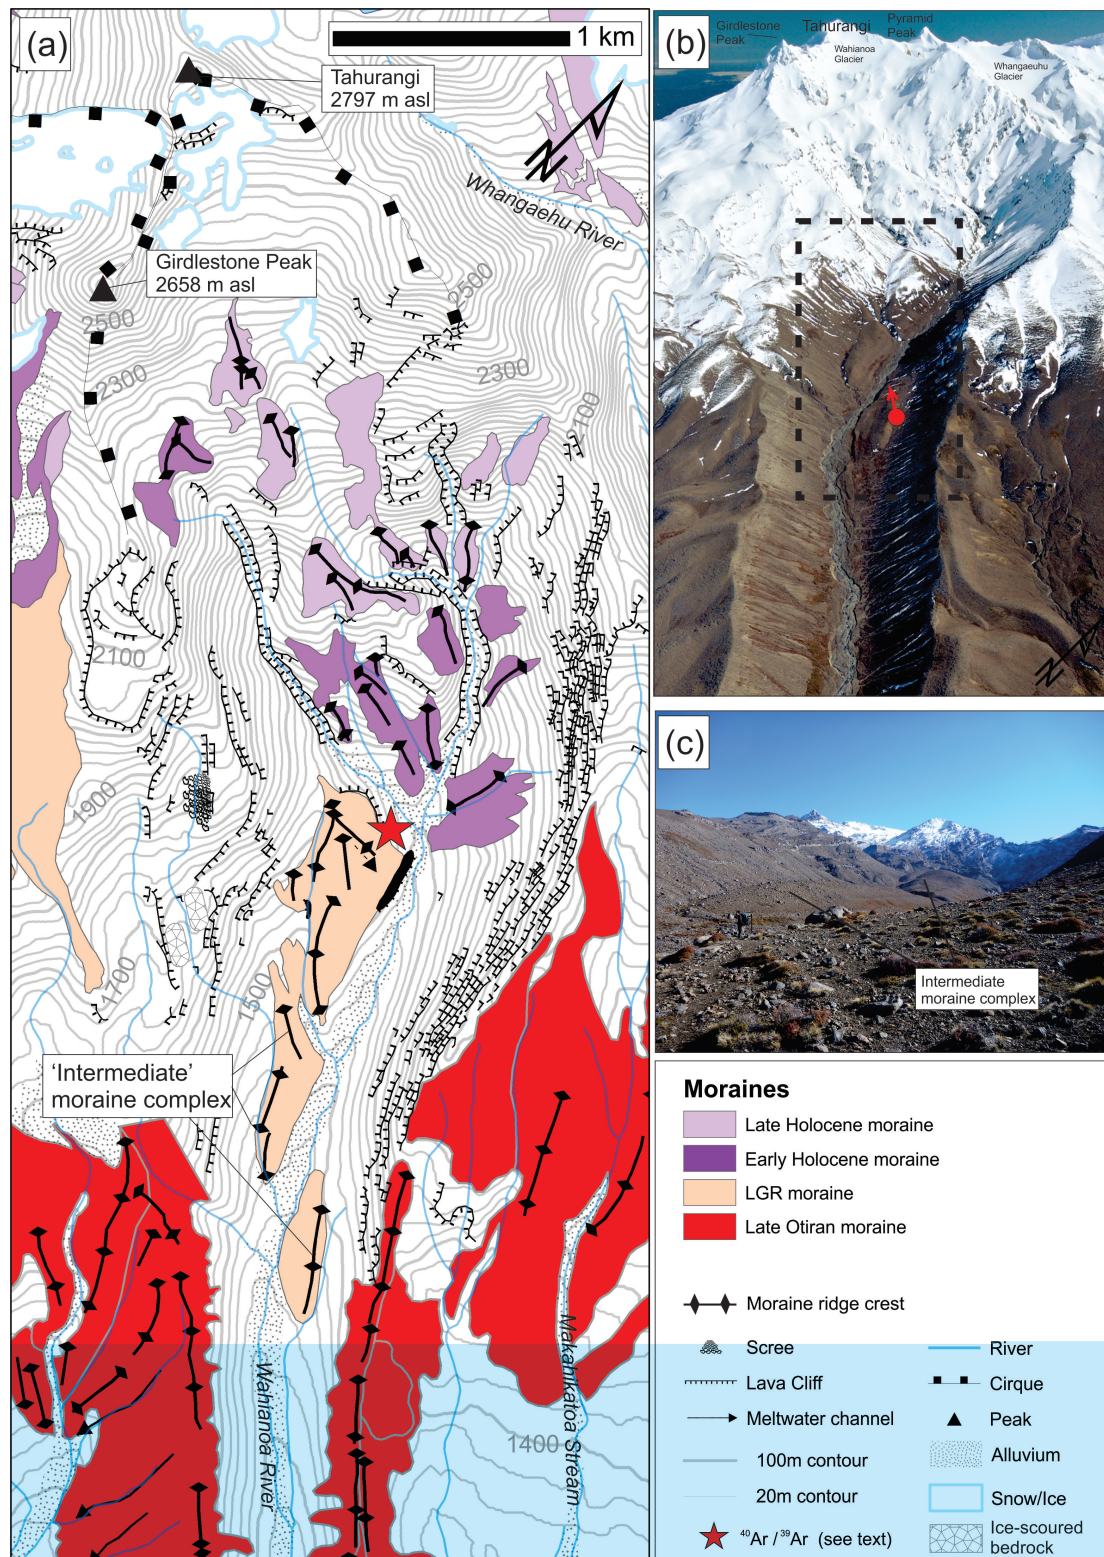 (a)
1 km
Tahurangi
2797 m asl
N
Whangaehu River
Girdlestone Peak
2658 m asl
2500
2500
2300
2300
2100
2100
1900
1700
1500
'Intermediate'
moraine complex
Wahianoa River
Makahikatoa Stream
1400
(b)
Girdlestone
Peak
Tahurangi
Pyramid
Peak
Wahianoa
Glacier
Whangaeuhu
Glacier
N
(c)
Intermediate
moraine complex
Moraines
Late Holocene moraine
Early Holocene moraine
LGR moraine
Late Otiran moraine
Moraine ridge crest
Scree
Lava Cliff
Meltwater channel
100m contour
20m contour
⁴⁰Ar / ³⁹Ar (see text)
River
Cirque
Peak
Alluvium
Snow/Ice
Ice-scoured
bedrock